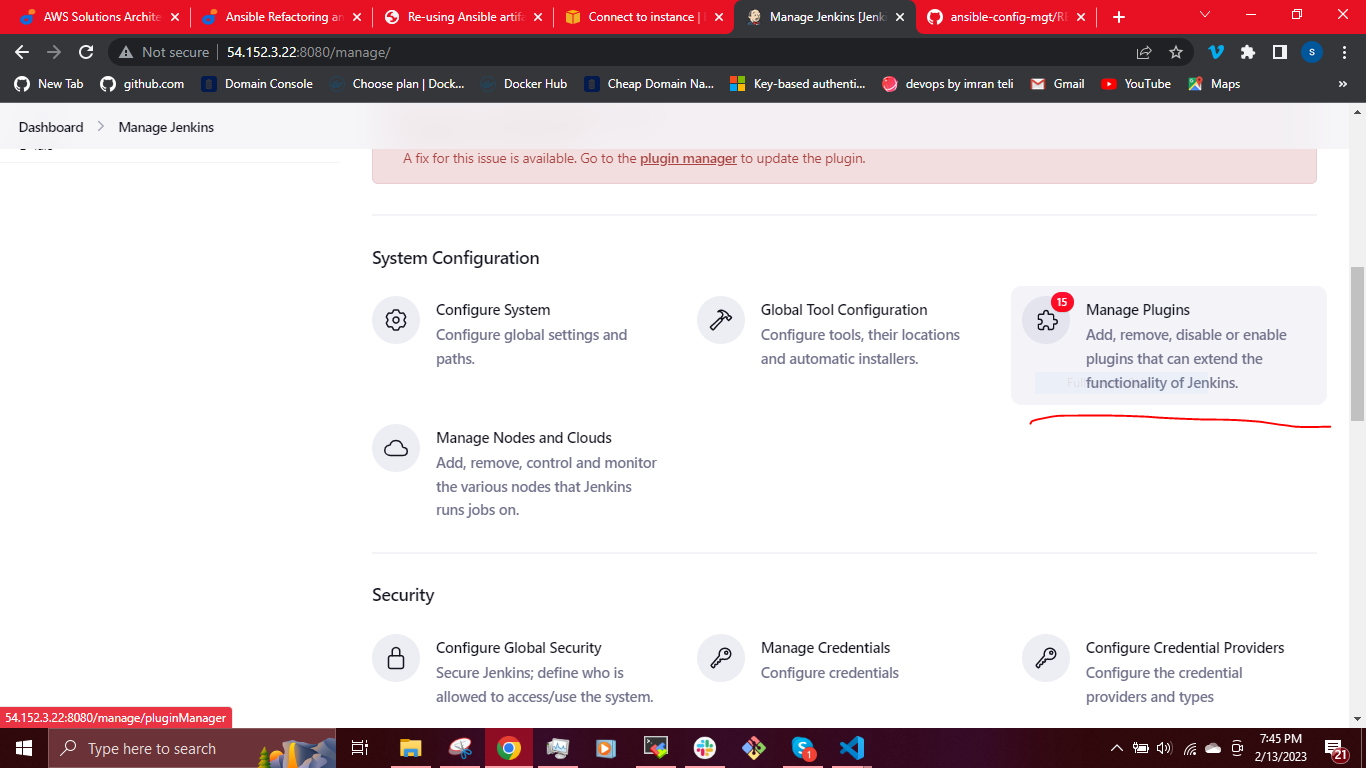 AWS Solutions Archite
Ansible Refactoring an
Re-using Ansible artifa
Connect to instance |
Manage Jenkins [Jenki
ansible-config-mgt/RE
Not secure
54.152.3.22:8080/manage/
S
New Tab
github.com
Domain Console
Choose plan | Dock...
Docker Hub
Cheap Domain Na...
Key-based authenti...
devops by imran teli
Gmail
YouTube
Maps
»
Dashboard
Manage Jenkins
A fix for this issue is available. Go to the plugin manager to update the plugin.
System Configuration
Configure System
Configure global settings and
paths.
Global Tool Configuration
Configure tools, their locations
and automatic installers.
15
Manage Plugins
Add, remove, disable or enable
plugins that can extend the
functionality of Jenkins.
Manage Nodes and Clouds
Add, remove, control and monitor
the various nodes that Jenkins
runs jobs on.
Security
Configure Global Security
Secure Jenkins; define who is
allowed to access/use the system.
Manage Credentials
Configure credentials
Configure Credential Providers
Configure the credential
providers and types
54.152.3.22:8080/manage/pluginManager
Type here to search
1
7:45 PM
2/13/2023
21